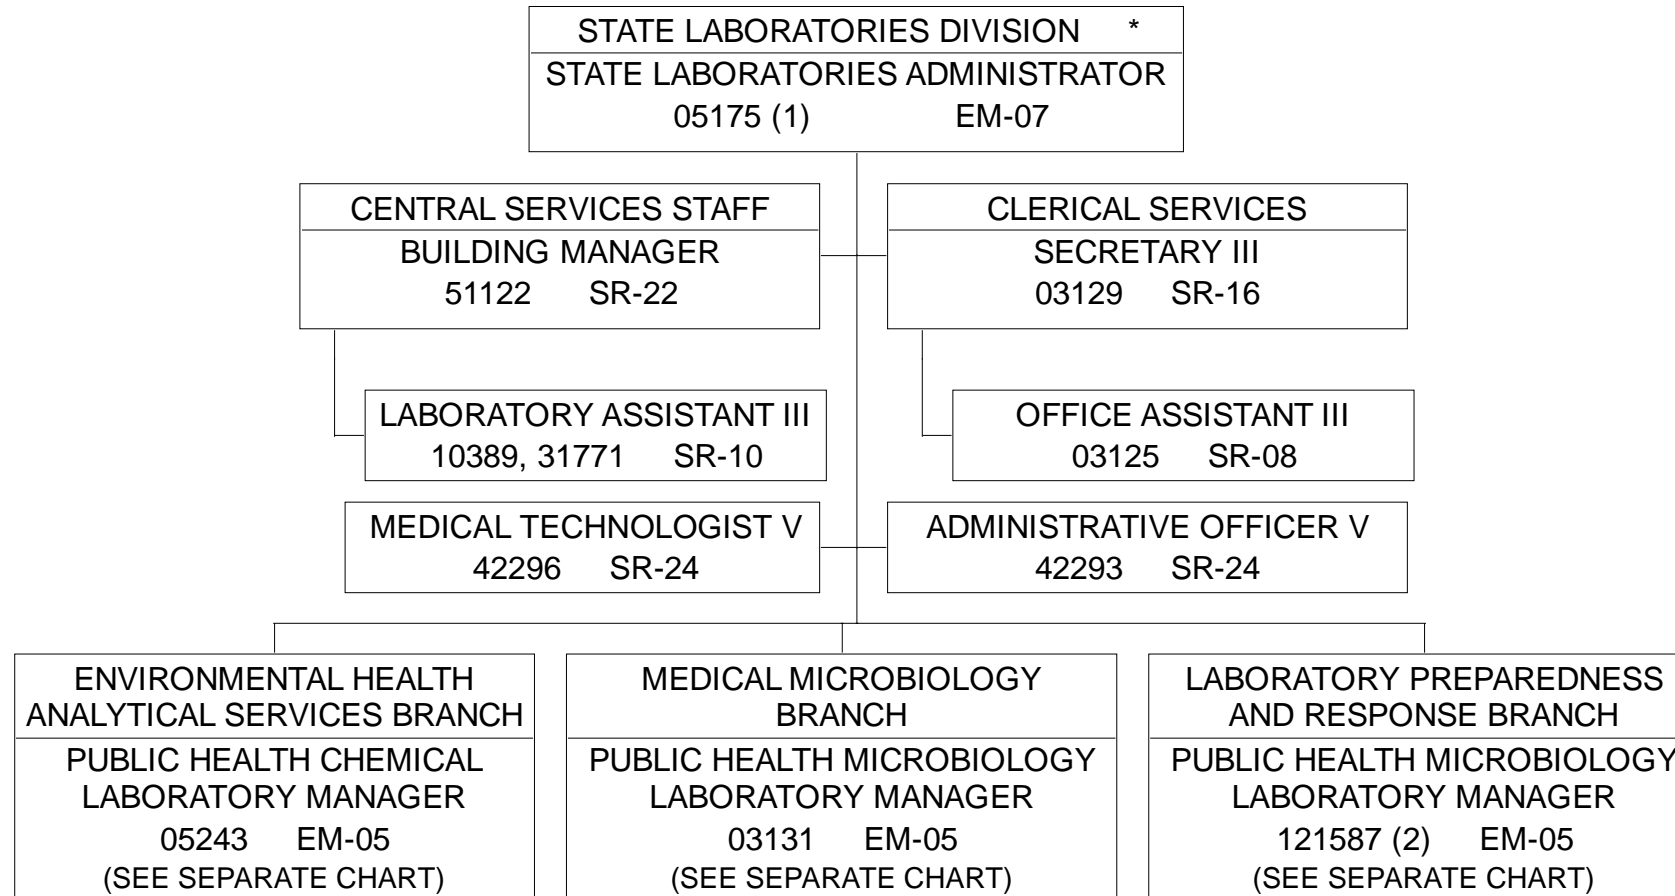 STATE LABORATORIES DIVISION *
STATE LABORATORIES ADMINISTRATOR
05175 (1) EM-07
CENTRAL SERVICES STAFF
BUILDING MANAGER
51122 SR-22
CLERICAL SERVICES
SECRETARY III
03129 SR-16
LABORATORY ASSISTANT III
10389, 31771 SR-10
OFFICE ASSISTANT III
03125 SR-08
MEDICAL TECHNOLOGIST V
42296 SR-24
ADMINISTRATIVE OFFICER V
42293 SR-24
ENVIRONMENTAL HEALTH
ANALYTICAL SERVICES BRANCH
PUBLIC HEALTH CHEMICAL
LABORATORY MANAGER
05243 EM-05
(SEE SEPARATE CHART)
MEDICAL MICROBIOLOGY
BRANCH
PUBLIC HEALTH MICROBIOLOGY
LABORATORY MANAGER
03131 EM-05
(SEE SEPARATE CHART)
LABORATORY PREPAREDNESS
AND RESPONSE BRANCH
PUBLIC HEALTH MICROBIOLOGY
LABORATORY MANAGER
121587 (2) EM-05
(SEE SEPARATE CHART)